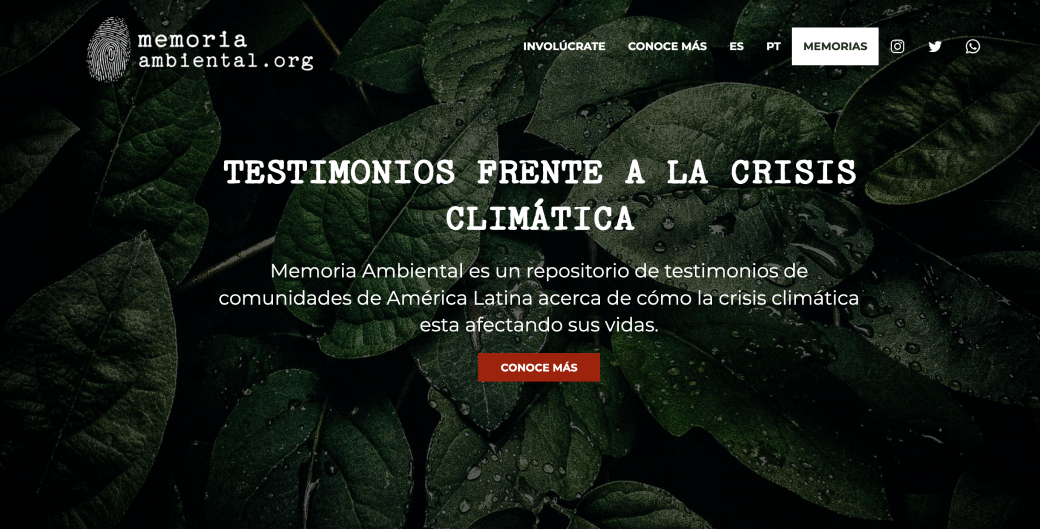 memoria
ambiental.org
INVOLÚCRATE CONOCE MÁS ES PT MEMORIAS
TESTIMONIOS FRENTE A LA CRISIS
CLIMÁTICA
Memoria Ambiental es un repositorio de testimonios de
comunidades de América Latina acerca de cómo la crisis climática
esta afectando sus vidas.
CONOCE MÁS